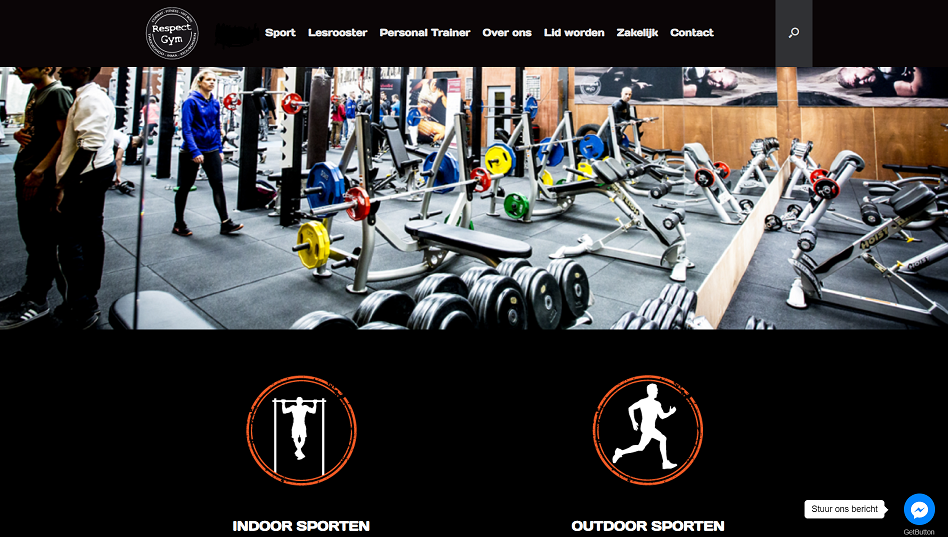 Respect
Gym
Sport Lesrooster Personal Trainer Over ons Lid worden Zakelijk Contact
INDOOR SPORTEN
OUTDOOR SPORTEN
Stuur ons bericht
GetButton